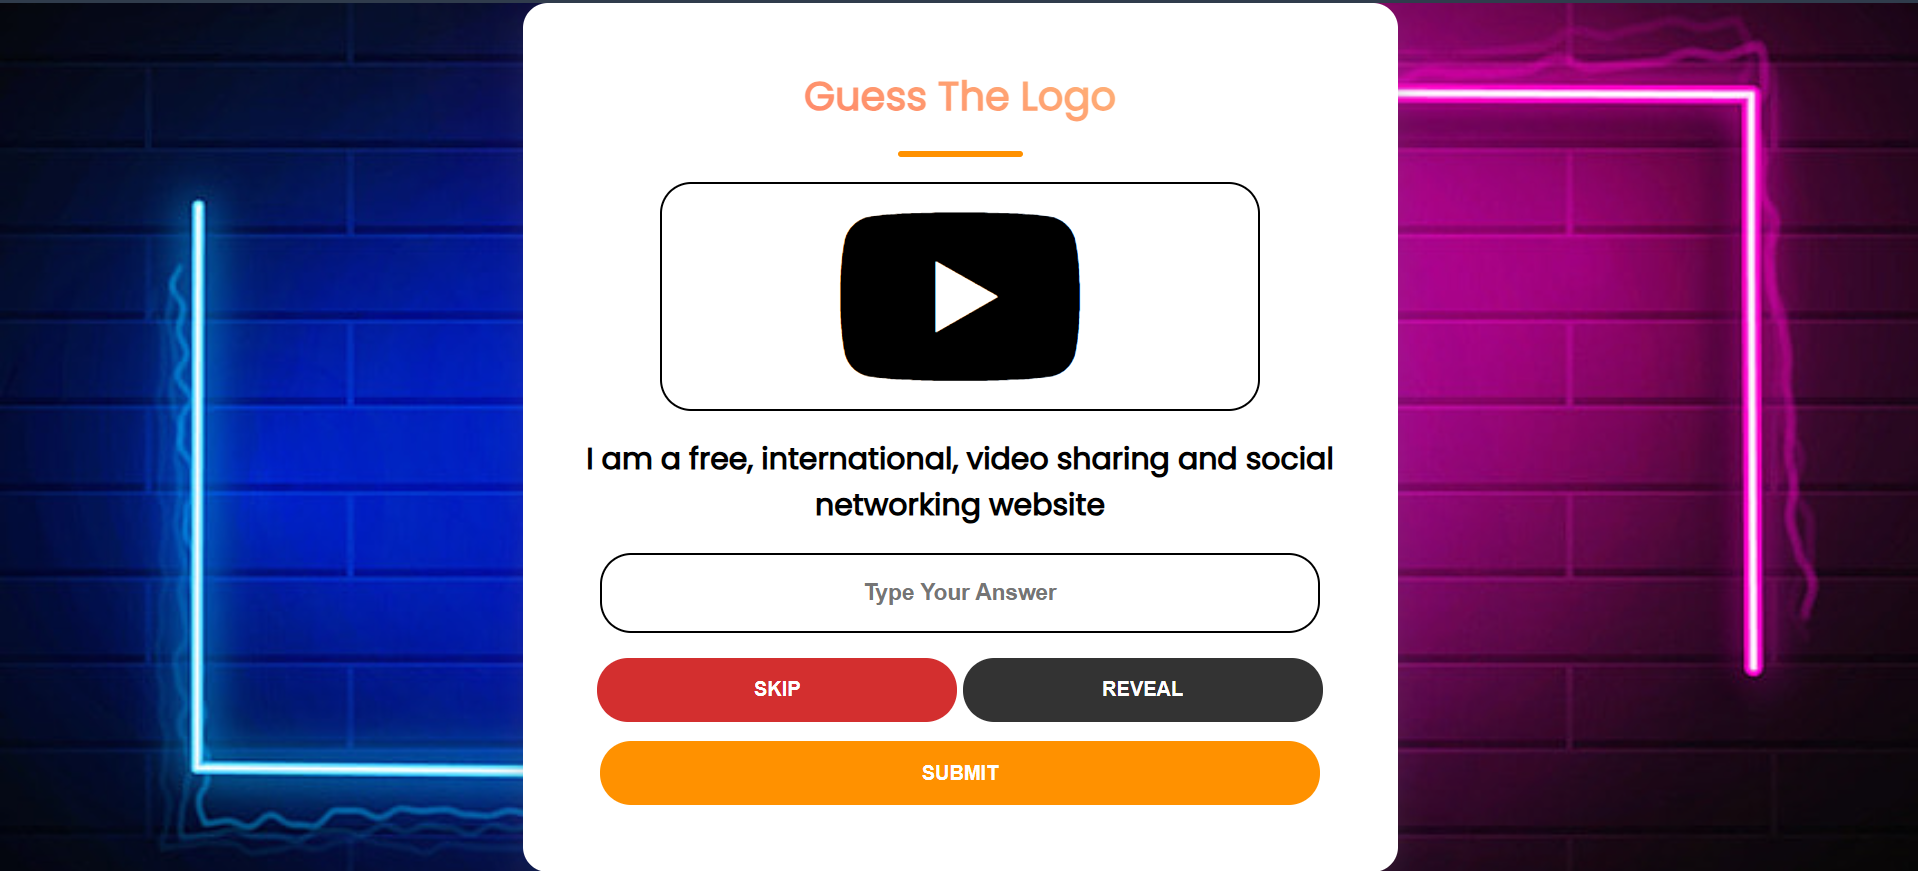 Guess The Logo
I am a free, international, video sharing and social
networking website
Type Your Answer
SKIP
REVEAL
SUBMIT